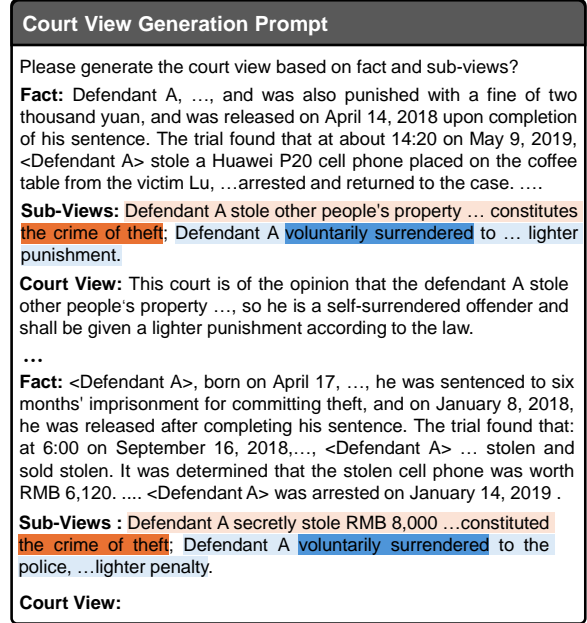 Court View Generation Prompt
Please generate the court view based on fact and sub-views?
Fact: Defendant A, …, and was also punished with a fine of two
thousand yuan, and was released on April 14, 2018 upon completion
of his sentence. The trial found that at about 14:20 on May 9, 2019,
<Defendant A> stole a Huawei P20 cell phone placed on the coffee
table from the victim Lu, …arrested and returned to the case. ….
Sub-Views: Defendant A stole other people's property … constitutes
the crime of theft; Defendant A voluntarily surrendered to … lighter
punishment.
Court View: This court is of the opinion that the defendant A stole
other people's property …, so he is a self-surrendered offender and
shall be given a lighter punishment according to the law.
…
Fact: <Defendant A>, born on April 17, …, he was sentenced to six
months' imprisonment for committing theft, and on January 8, 2018,
he was released after completing his sentence. The trial found that:
at 6:00 on September 16, 2018,…, <Defendant A> … stolen and
sold stolen. It was determined that the stolen cell phone was worth
RMB 6,120. .... <Defendant A> was arrested on January 14, 2019 .
Sub-Views : Defendant A secretly stole RMB 8,000 …constituted
the crime of theft; Defendant A voluntarily surrendered to the
police, …lighter penalty.
Court View: